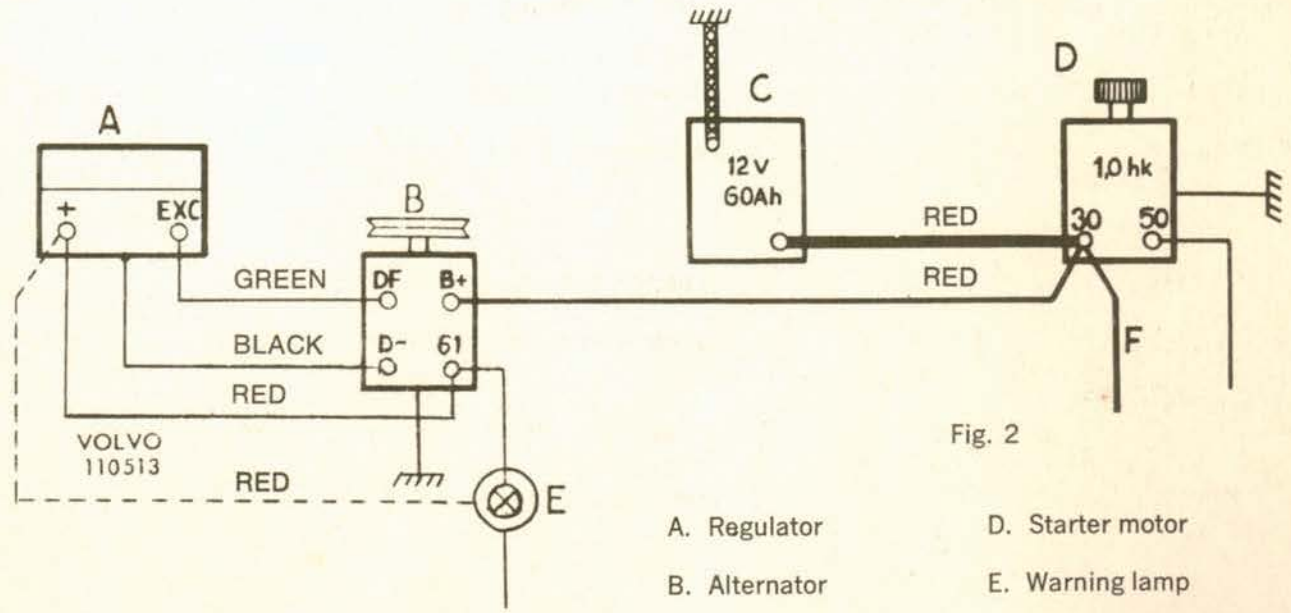 A
B
C
D
12 V
60Ah
1,0 hk
+
EXC
30
50
RED
RED
GREEN
DF
B+
BLACK
D-
61
RED
F
VOLVO
110513
Fig. 2
RED
E
A. Regulator
D. Starter motor
B. Alternator
E. Warning lamp